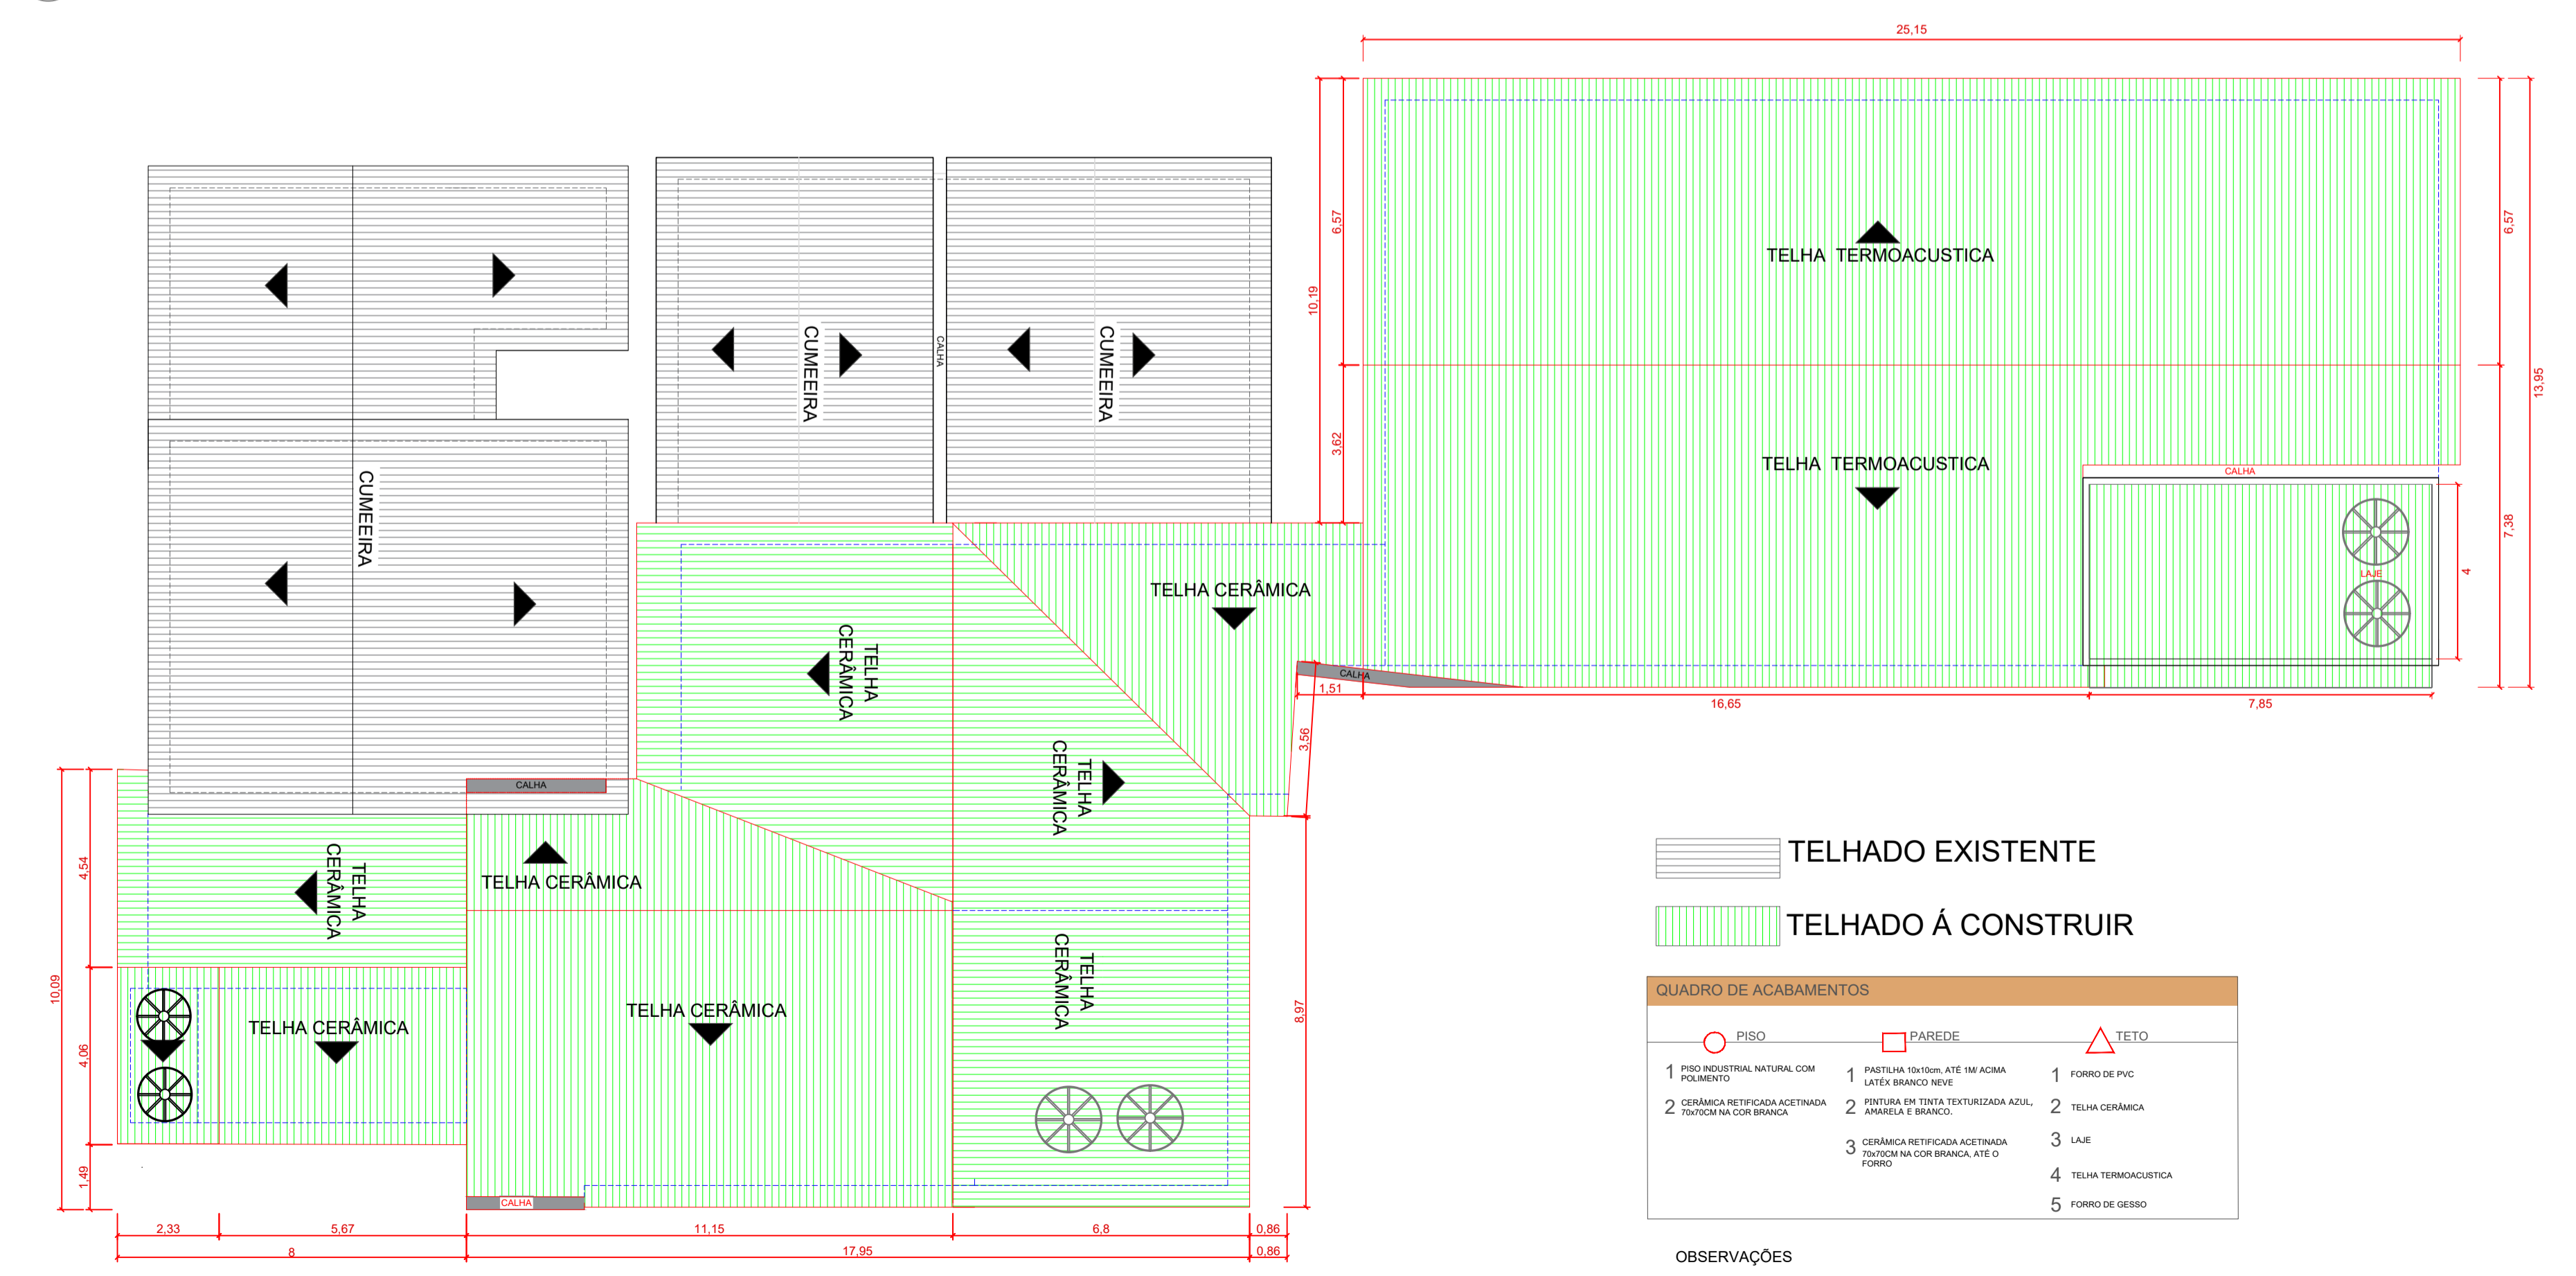 25,15
6,57
10,19
3,62
6,57
13,95
7,38
4
TELHA TERMOACUSTICA
TELHA TERMOACUSTICA
CALHA
LAJE
CUMEEIRA
CALHA
CUMEEIRA
CUMEEIRA
TELHA CERÂMICA
TELHA
CERÂMICA
CALHA
1,51
16,65
7,85
3,56
TELHA
CERÂMICA
CALHA
TELHA CERÂMICA
TELHA
CERÂMICA
4,54
10,09
4,06
1,49
TELHA
CERÂMICA
TELHA CERÂMICA
TELHA CERÂMICA
8,97
CALHA
2,33
5,67
11,15
6,8
0,86
8
17,95
0,86
TELHADO EXISTENTE
TELHADO Á CONSTRUIR
QUADRO DE ACABAMENTOS
PISO
1 PISO INDUSTRIAL NATURAL COM
POLIMENTO
2 CERÂMICA RETIFICADA ACETINADA
70x70CM NA COR BRANCA
PAREDE
1 PASTILHA 10x10cm, ATÉ 1M/ ACIMA
LATÉX BRANCO NEVE
2 PINTURA EM TINTA TEXTURIZADA AZUL,
AMARELA E BRANCO.
3 CERÂMICA RETIFICADA ACETINADA
70x70CM NA COR BRANCA, ATÉ O
FORRO
TETO
1 FORRO DE PVC
2 TELHA CERÂMICA
3 LAJE
4 TELHA TERMOACUSTICA
5 FORRO DE GESSO
OBSERVAÇÕES